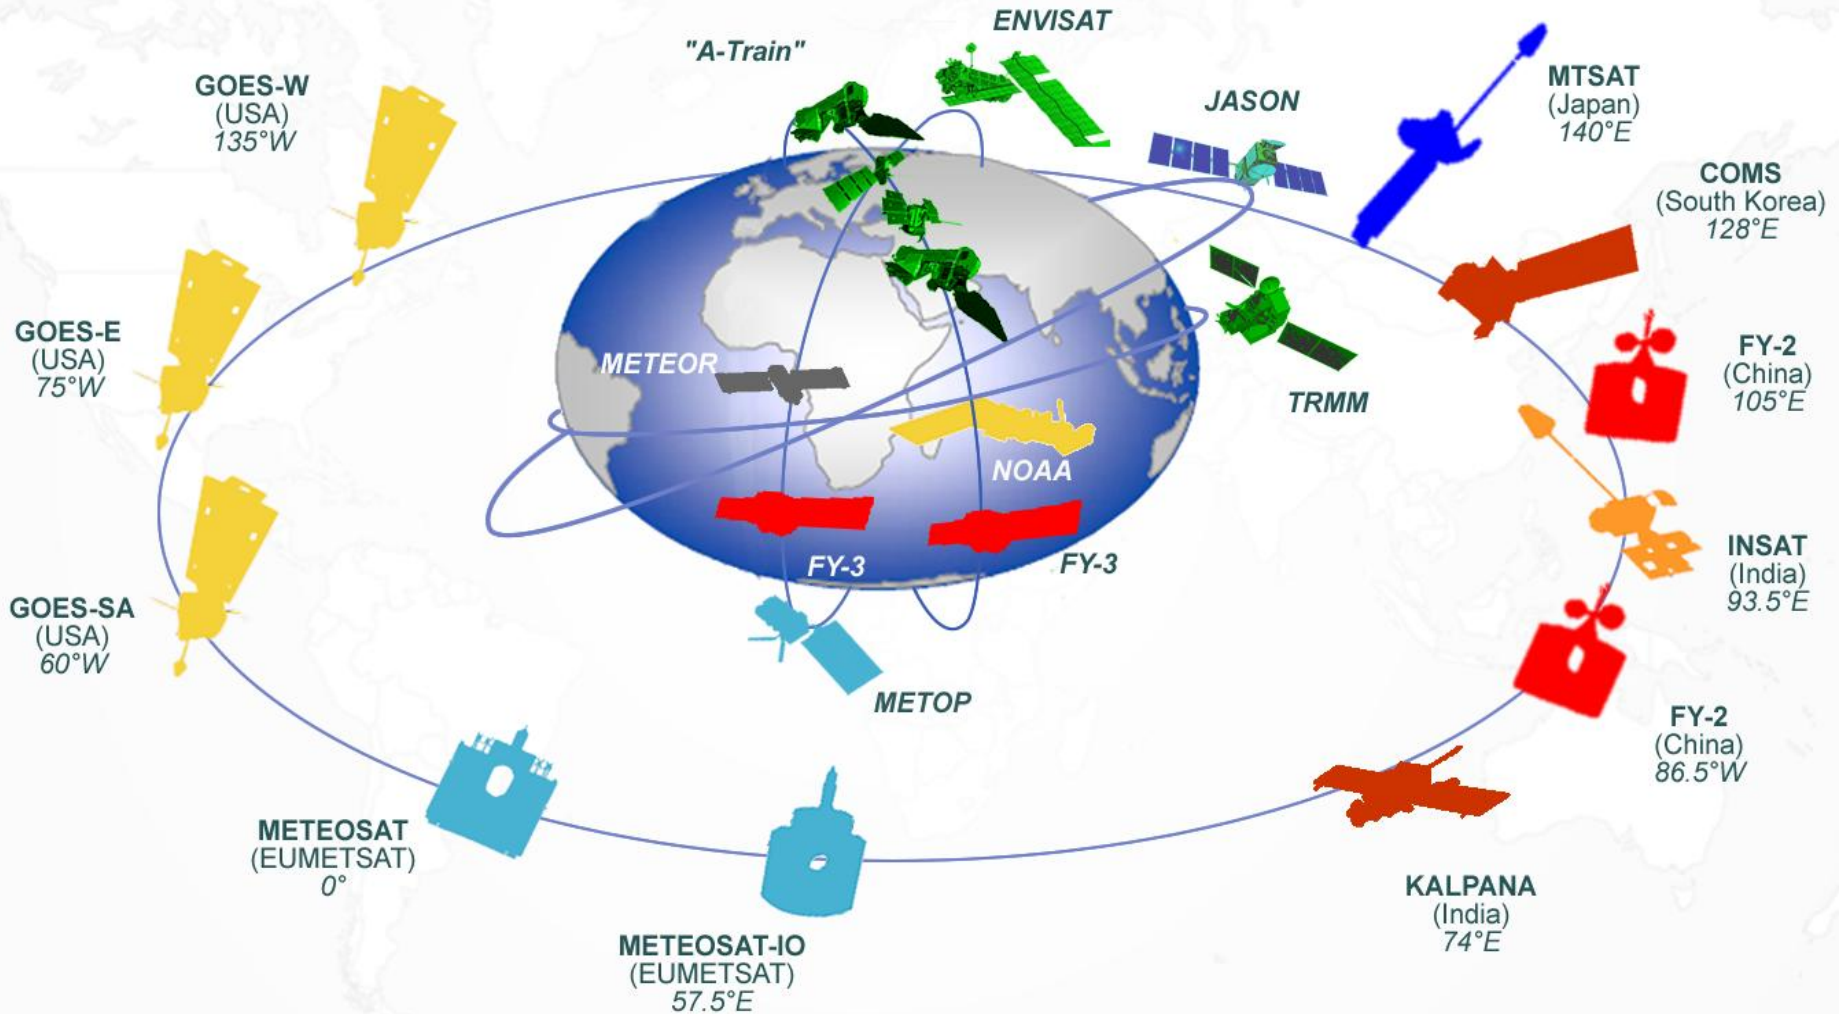 ENVISAT
"A-Train"
GOES-W
(USA)
135°W
JASON
MTSAT
(Japan)
140°E
COMS
(South Korea)
128°E
GOES-E
(USA)
75°W
FY-2
(China)
105°E
METEOR
TRMM
NOAA
INSAT
(India)
93.5°E
FY-3
FY-3
GOES-SA
(USA)
60°W
METOP
FY-2
(China)
86.5°W
METEOSAT
(EUMETSAT)
0°
KALPANA
(India)
74°E
METEOSAT-IO
(EUMETSAT)
57.5°E